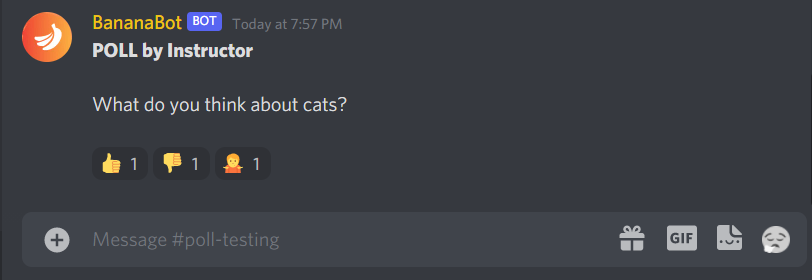 BananaBot BOT Today at 7:57 PM
POLL by Instructor
What do you think about cats?
👍 1 👎 1 🤷 1
Message #poll-testing GIF